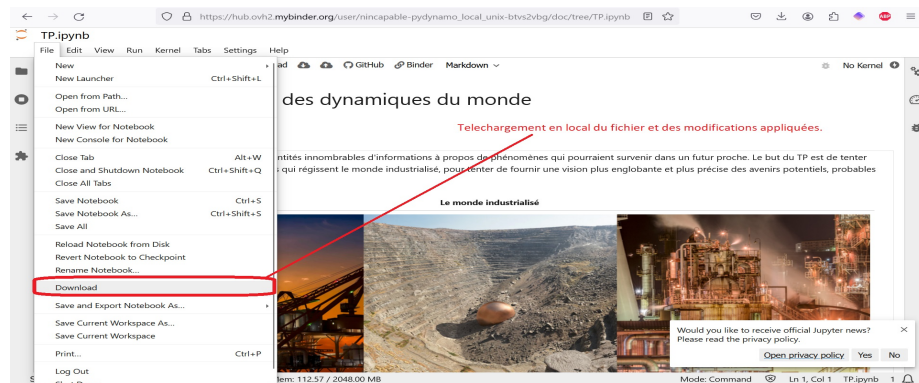 https://hub.ovh2.mybinder.org/user/nincapable-pydynamo_local_unix-btvs2vbg/doc/tree/TP.ipynb
ABP
TP.ipynb
File Edit View Run Kernel Tabs Settings Help
New
ad GitHub Binder Markdown No Kernel
New Launcher Ctrl+Shift+L
Open from Path...
des dynamiques du monde
Open from URL...
New View for Notebook
Telechargement en local du fichier et des modifications appliquées.
New Console for Notebook
Close Tab Alt+W
ntités innombrables d'informations à propos de phénomènes qui pourraient survenir dans un futur proche. Le but du TP est de tenter
Close and Shutdown Notebook Ctrl+Shift+Q
s qui régissent le monde industrialisé, pour tenter de fournir une vision plus englobante et plus précise des avenirs potentiels, probables
Close All Tabs
Save Notebook Ctrl+S
Le monde industrialisé
Save Notebook As... Ctrl+Shift+S
Save All
Reload Notebook from Disk
Revert Notebook to Checkpoint
Rename Notebook...
Download
Save and Export Notebook As...
Save Current Workspace As...
Save Current Workspace
Print... Ctrl+P
Log Out
Would you like to receive official Jupyter news?
Please read the privacy policy.
Open privacy policy Yes No
Mem: 112.57 / 2048.00 MB
Mode: Command Ln 1, Col 1 TP.ipynb 1